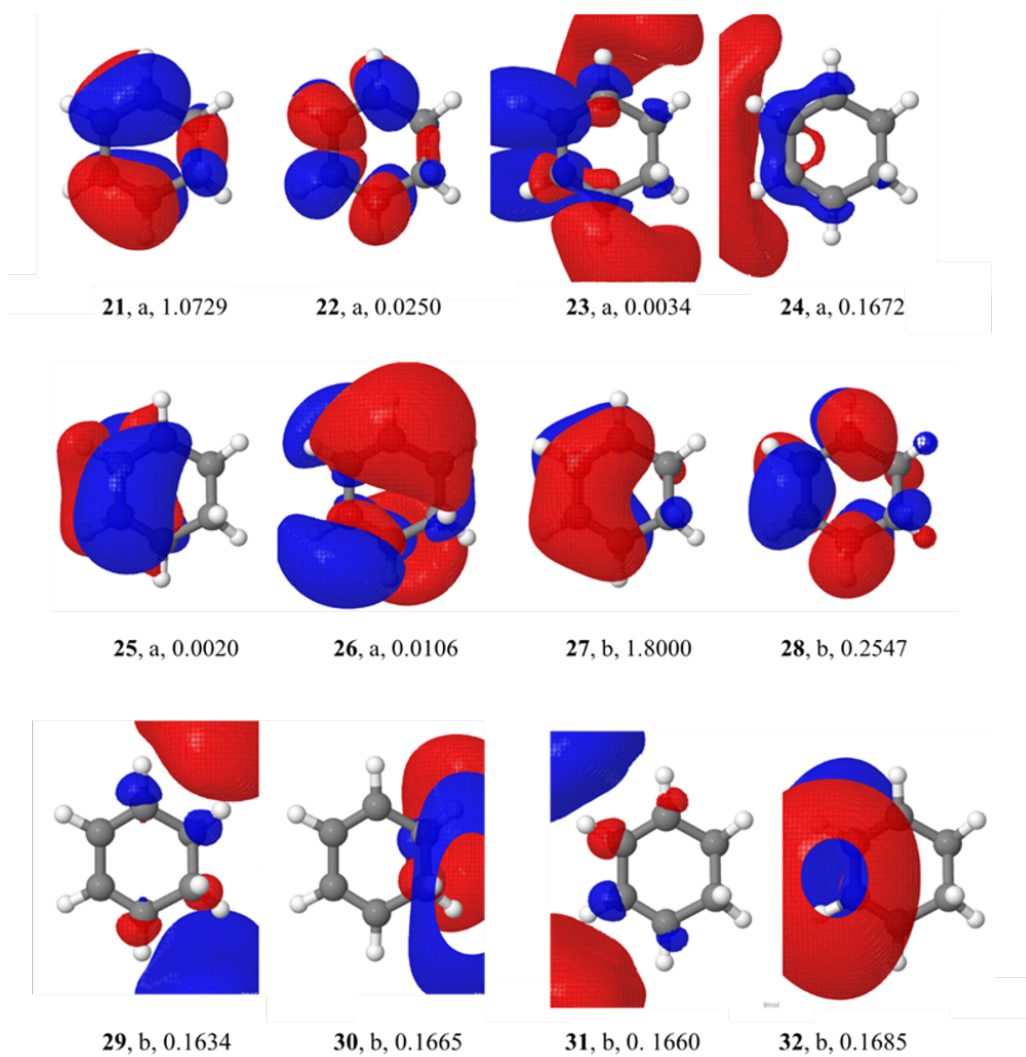 21, a, 1.0729 22, a, 0.0250 23, a, 0.0034 24, a, 0.1672
25, a, 0.0020 26, a, 0.0106 27, b, 1.8000 28, b, 0.2547
29, b, 0.1634 30, b, 0.1665 31, b, 0. 1660 32, b, 0.1685